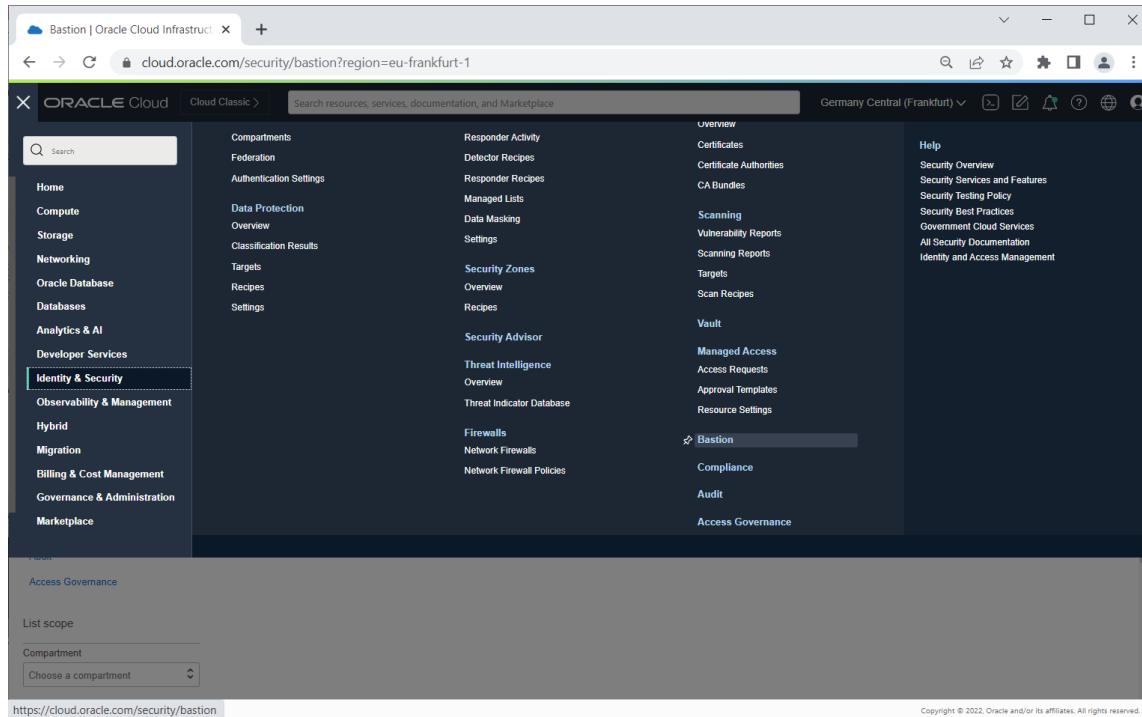 Bastion | Oracle Cloud Infrastruct
cloud.oracle.com/security/bastion?region=eu-frankfurt-1
ORACLE Cloud
Cloud Classic >
Search resources, services, documentation, and Marketplace
Germany Central (Frankfurt)
Search
Home
Compute
Storage
Networking
Oracle Database
Databases
Analytics & AI
Developer Services
Identity & Security
Observability & Management
Hybrid
Migration
Billing & Cost Management
Governance & Administration
Marketplace
Compartments
Federation
Authentication Settings
Data Protection
Overview
Classification Results
Targets
Recipes
Settings
Responder Activity
Detector Recipes
Responder Recipes
Managed Lists
Data Masking
Settings
Security Zones
Overview
Recipes
Security Advisor
Threat Intelligence
Overview
Threat Indicator Database
Firewalls
Network Firewalls
Network Firewall Policies
Overview
Certificates
Certificate Authorities
CA Bundles
Scanning
Vulnerability Reports
Scanning Reports
Targets
Scan Recipes
Vault
Managed Access
Access Requests
Approval Templates
Resource Settings
Bastion
Compliance
Audit
Access Governance
Help
Security Overview
Security Services and Features
Security Testing Policy
Security Best Practices
Government Cloud Services
All Security Documentation
Identity and Access Management
Access Governance
List scope
Compartment
Choose a compartment
https://cloud.oracle.com/security/bastion
Copyright © 2022, Oracle and/or its affiliates. All rights reserved.